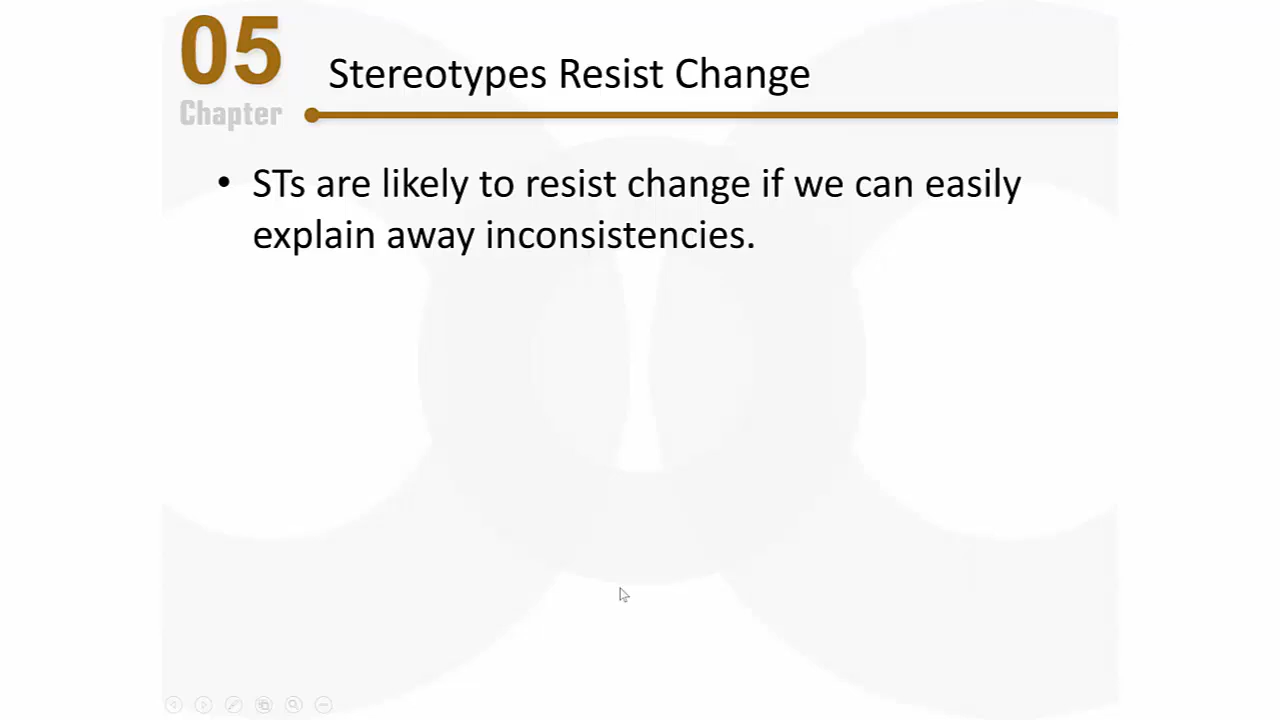 05
Chapter
Stereotypes Resist Change
• STs are likely to resist change if we can easily
explain away inconsistencies.